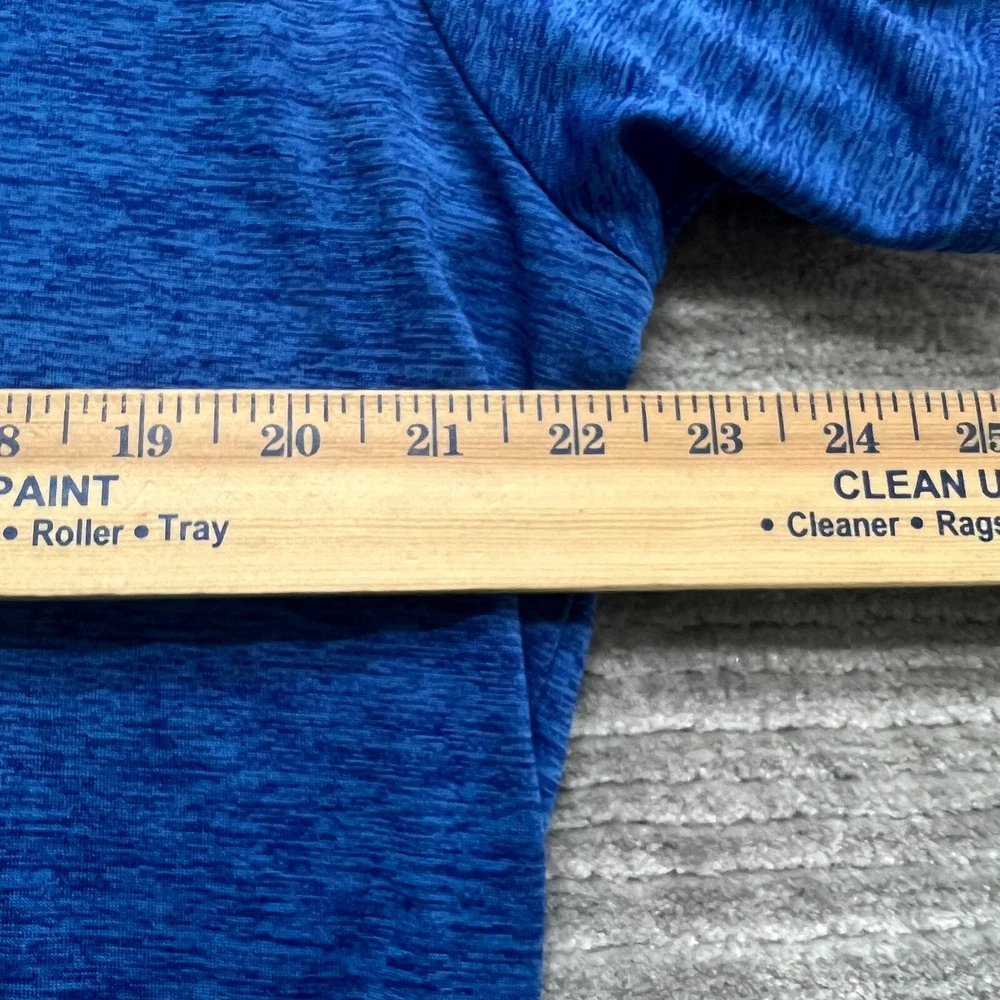 8 19 20 21 22 23 24 25
PAINT CLEAN U
• Roller • Tray • Cleaner • Rags